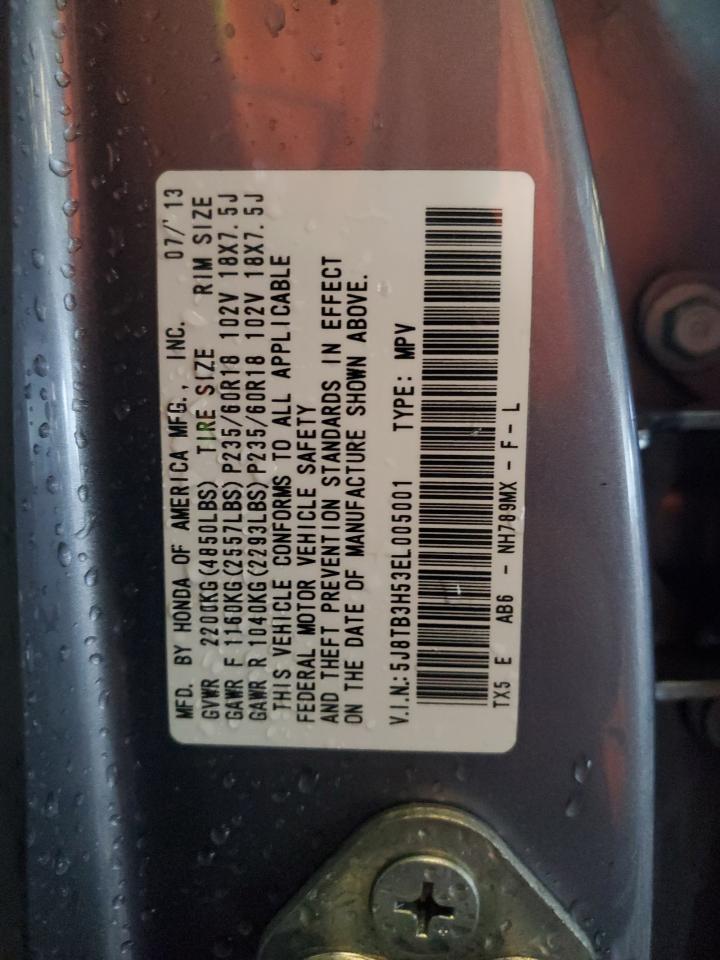 MFD. BY HONDA OF AMERICA MFG., INC. 07/'13
GVWR 2200KG(4850LBS) TIRE SIZE RIM SIZE
GAWR F 1160KG(2557LBS)P235/60R18 102V 18X7.5J
GAWR R 1040KG(2293LBS)P235/60R18 102V 18X7.5J
THIS VEHICLE CONFORMS TO ALL APPLICABLE
FEDERAL MOTOR VEHICLE SAFETY
AND THEFT PREVENTION STANDARDS IN EFFECT
ON THE DATE OF MANUFACTURE SHOWN ABOVE.
V.I.N.: 5J8TB3H53EL005001 TYPE: MPV
TX5 E AB6 - NH789MX - F - L